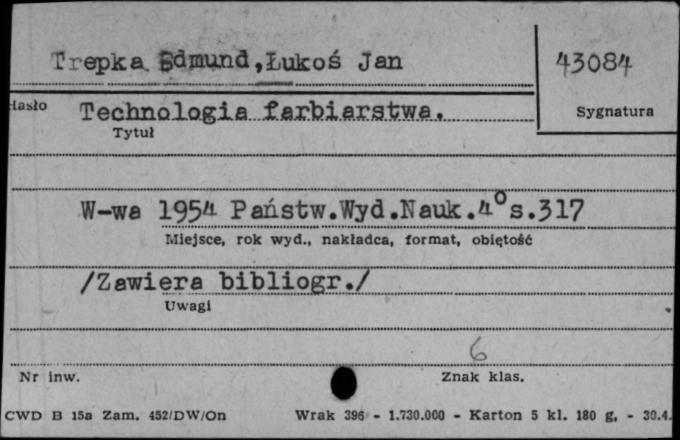 Trepka Edmund, Łukoś Jan
43084
Hasło
Technologia farbiarstwa.
Sygnatura
Tytuł
W-wa 1954 Państw.Wyd.Nauk.4° s.317
Miejsce, rok wyd., nakładca, format, objętość
/Zawiera bibliogr./
Uwagi
6
Nr inw.
Znak klas.
CWD B 15a Zam. 452/DW/On Wrak 396 - 1.730.000 - Karton 5 kl. 180 g. - 30.4.